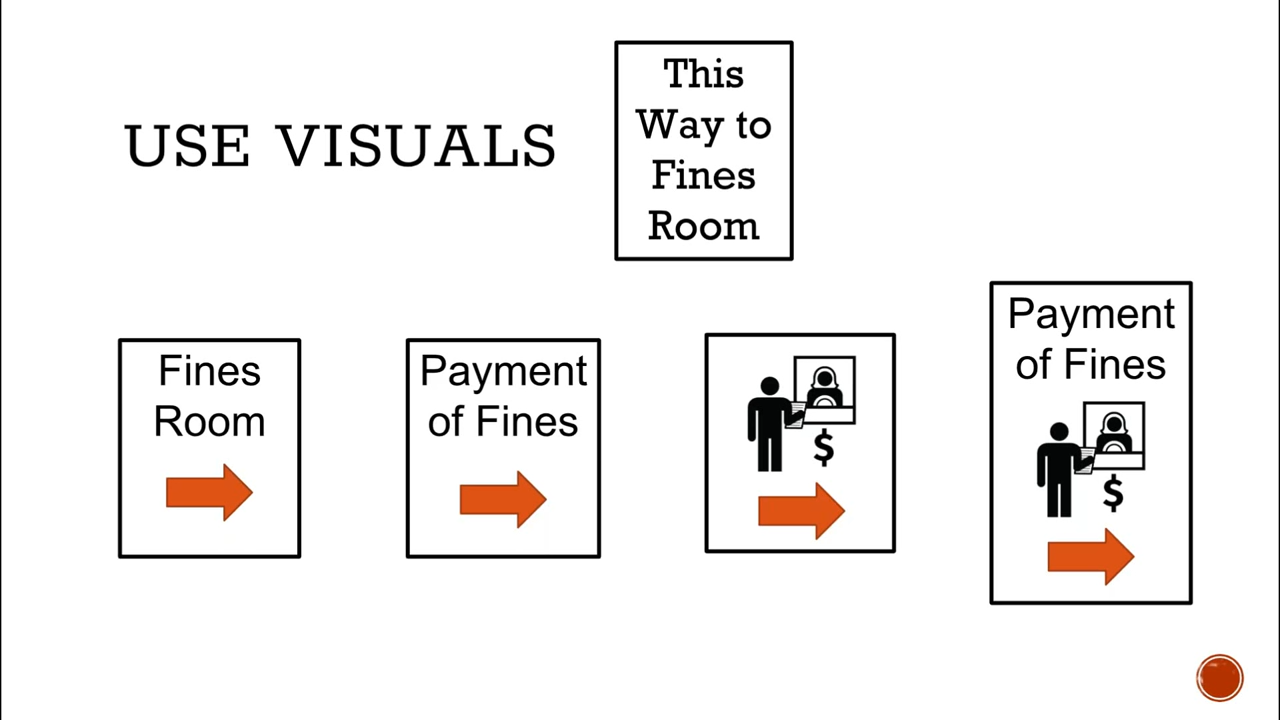 USE VISUALS
This
Way to
Fines
Room
Fines
Room
Payment
of Fines
$
Payment
of Fines
$